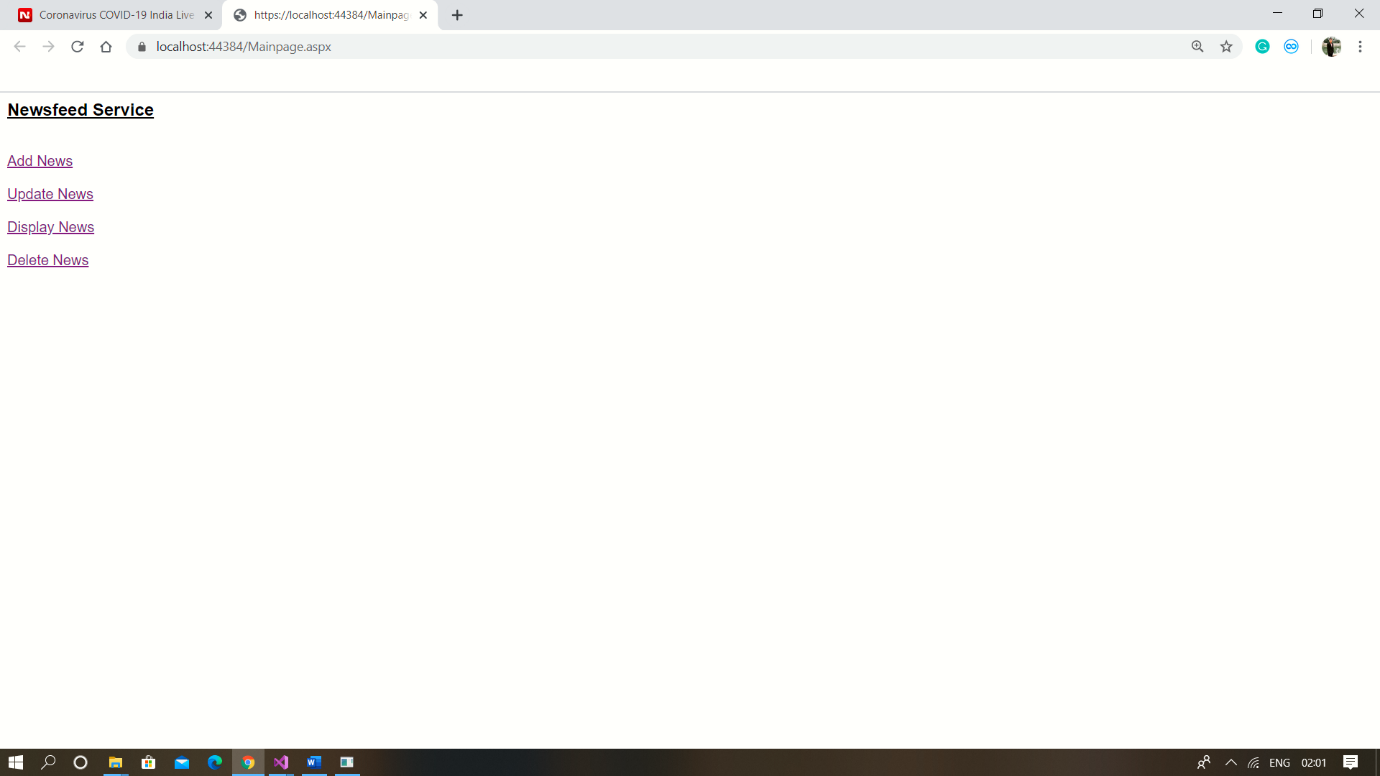 Coronavirus COVID-19 India Live
https://localhost:44384/Mainpag
localhost:44384/Mainpage.aspx
Newsfeed Service
Add News
Update News
Display News
Delete News
ENG 02:01